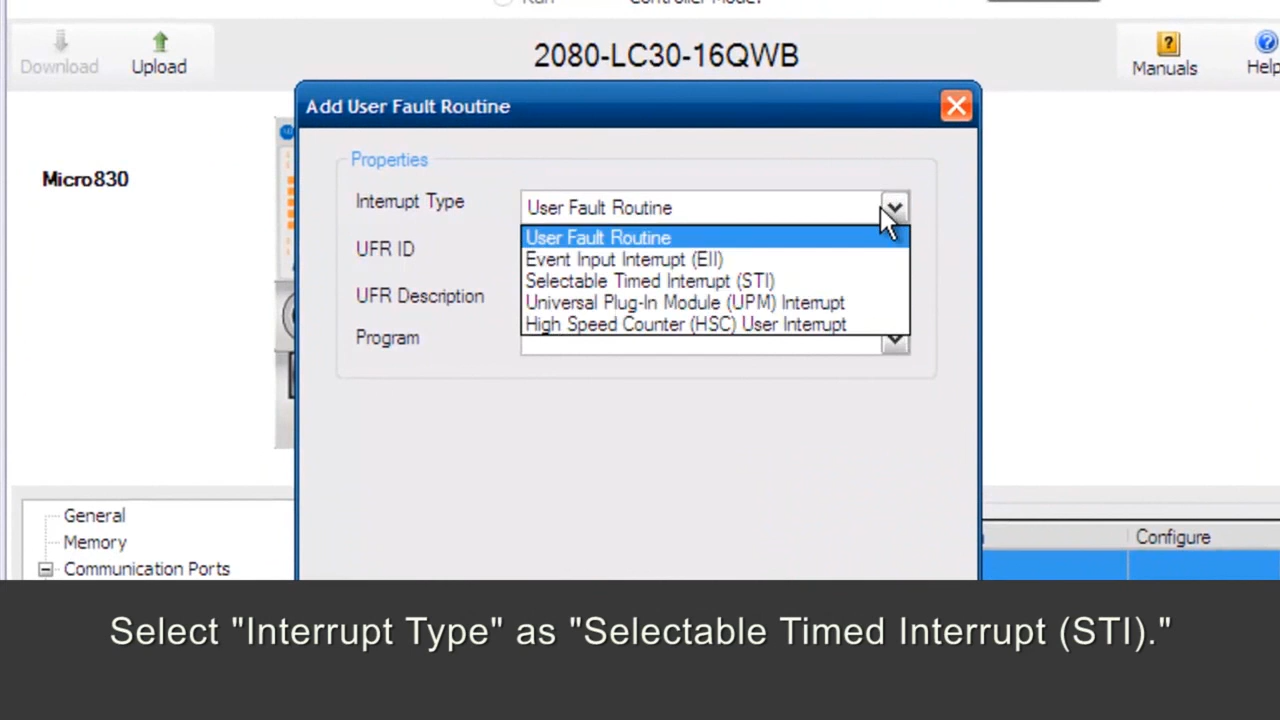 Run
Controller Mode:
Download
Upload
2080-LC30-16QWB
Manuals
Help
Micro830
Add User Fault Routine
Properties
Interrupt Type
User Fault Routine
User Fault Routine
Event Input Interrupt (EII)
Selectable Timed Interrupt (STI)
Universal Plug-In Module (UPM) Interrupt
High Speed Counter (HSC) User Interrupt
UFR ID
UFR Description
Program
General
Memory
Communication Ports
Configure
Select "Interrupt Type" as "Selectable Timed Interrupt (STI)."